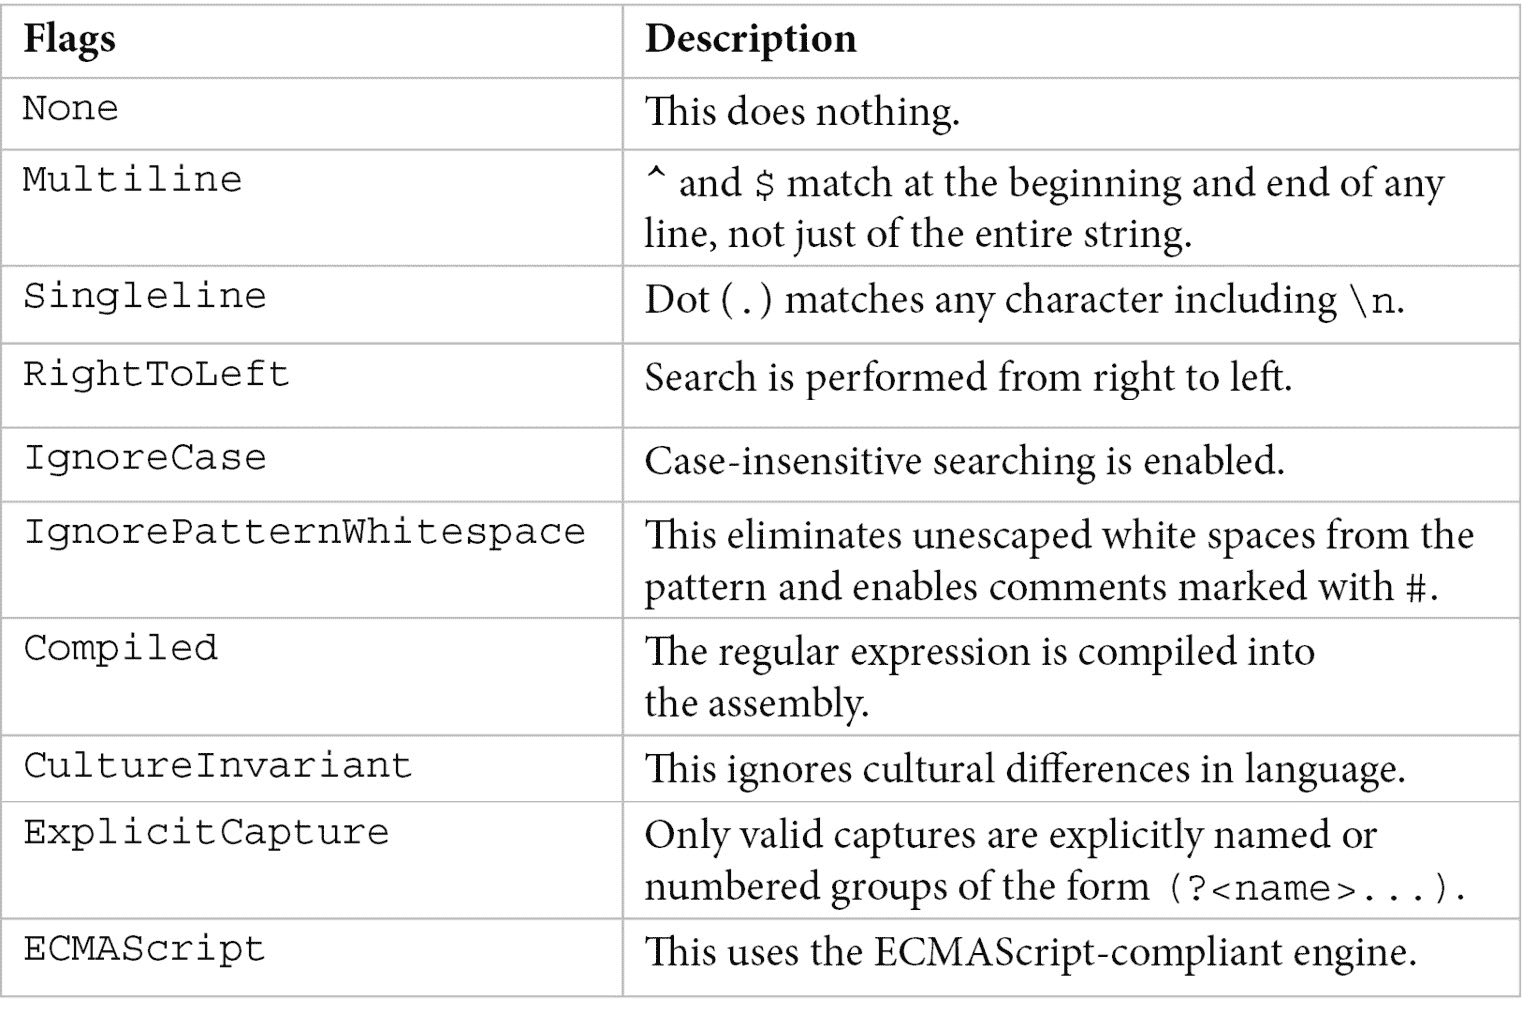 Flags Description
None This does nothing.
Multiline ^ and $ match at the beginning and end of any
line, not just of the entire string.
Singleline Dot (.) matches any character including \n.
RightToLeft Search is performed from right to left.
IgnoreCase Case-insensitive searching is enabled.
IgnorePatternWhitespace This eliminates unescaped white spaces from the
pattern and enables comments marked with #.
Compiled The regular expression is compiled into
the assembly.
CultureInvariant This ignores cultural differences in language.
ExplicitCapture Only valid captures are explicitly named or
numbered groups of the form (?<name>...).
ECMAScript This uses the ECMAScript-compliant engine.